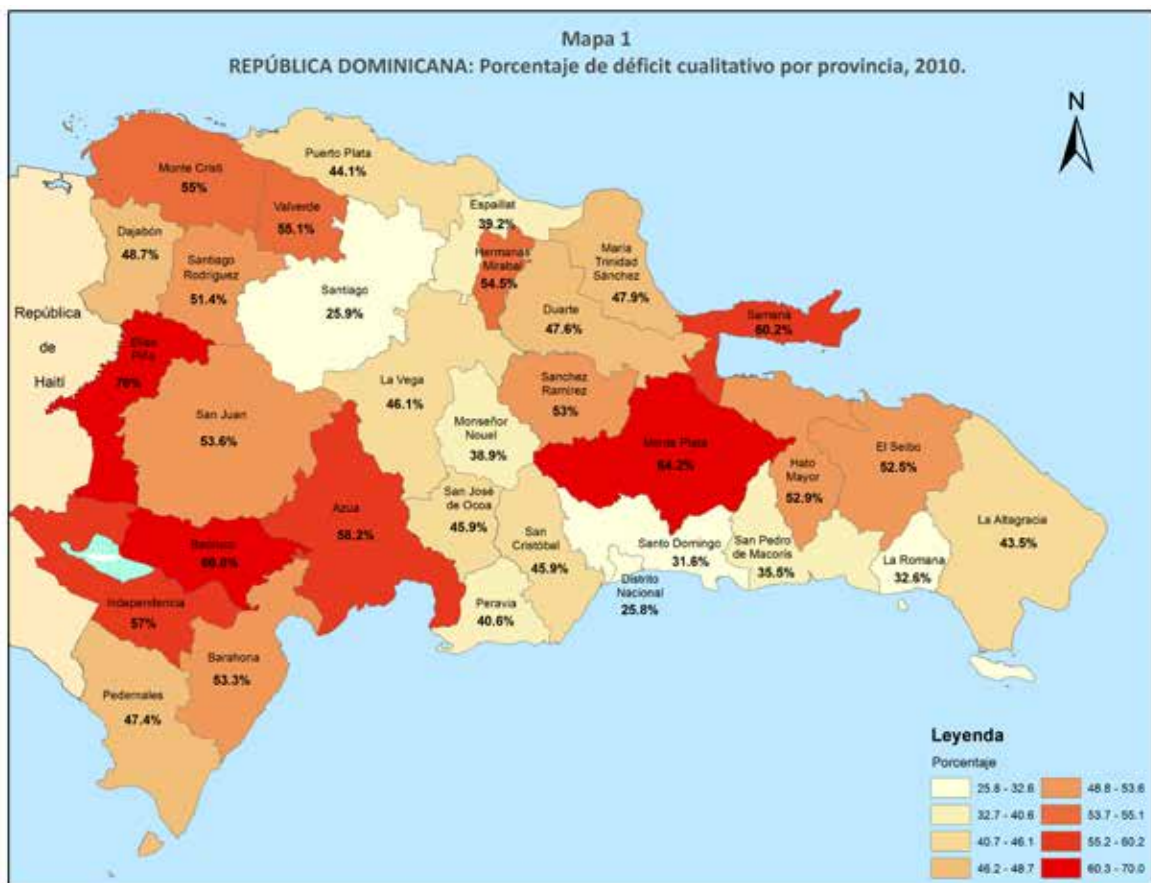 Mapa 1
REPÚBLICA DOMINICANA: Porcentaje de déficit cualitativo por provincia, 2010.
N
Puerto Plata
44.1%
Monte Cristi
55%
Valverde
55.1%
Espaillat
39.2%
Dajabón
48.7%
Santiago
Rodríguez
51.4%
Santiago
25.9%
Hermanas
Mirabal
54.5%
María
Trinidad
Sánchez
47.9%
Duarte
47.6%
Samaná
60.2%
República
de
Haití
Elías
Piña
70%
San Juan
53.6%
La Vega
46.1%
Monseñor
Nouel
38.9%
Sanchez
Ramírez
53%
Monte Plata
64.2%
Hato
Mayor
52.9%
El Seibo
52.5%
La Altagracia
43.5%
Azua
58.2%
San José
de Ocoa
45.9%
San
Cristóbal
45.9%
Santo Domingo
31.6%
San Pedro
de Macorís
35.5%
La Romana
32.6%
Distrito
Nacional
25.8%
Peravia
40.6%
Independencia
57%
Barahona
53.3%
Pedernales
47.4%
Leyenda
Porcentaje
25.8 - 32.6
32.7 - 40.6
40.7 - 46.1
46.2 - 48.7
48.8 - 53.6
53.7 - 55.1
55.2 - 60.2
60.3 - 70.0